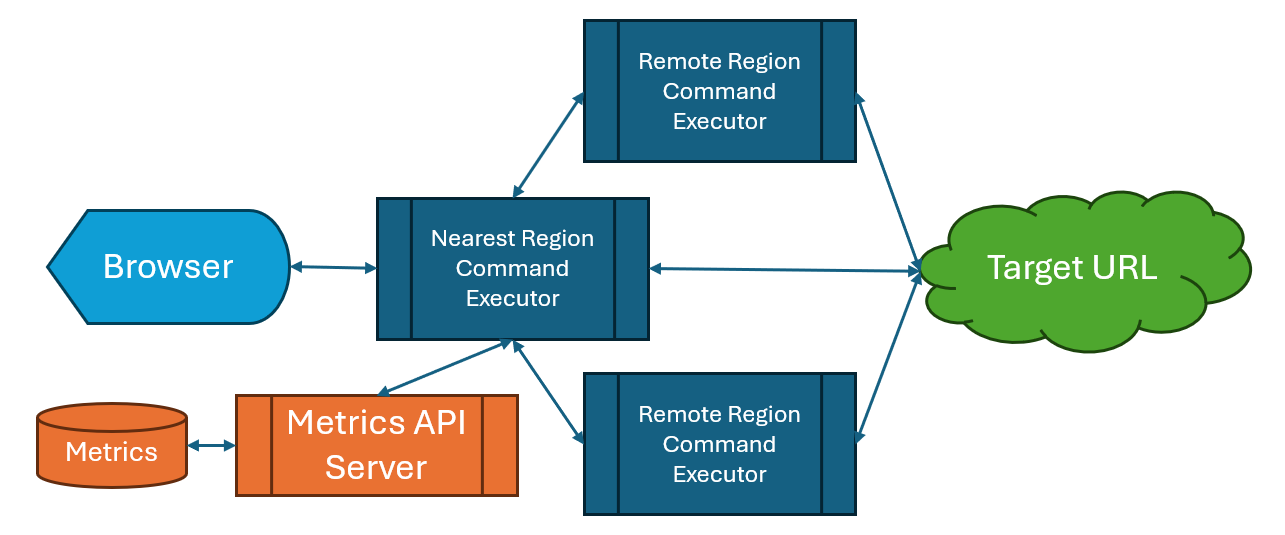 Remote Region
Command
Executor
Browser
Nearest Region
Command
Executor
Target URL
Metrics
Metrics API
Server
Remote Region
Command
Executor